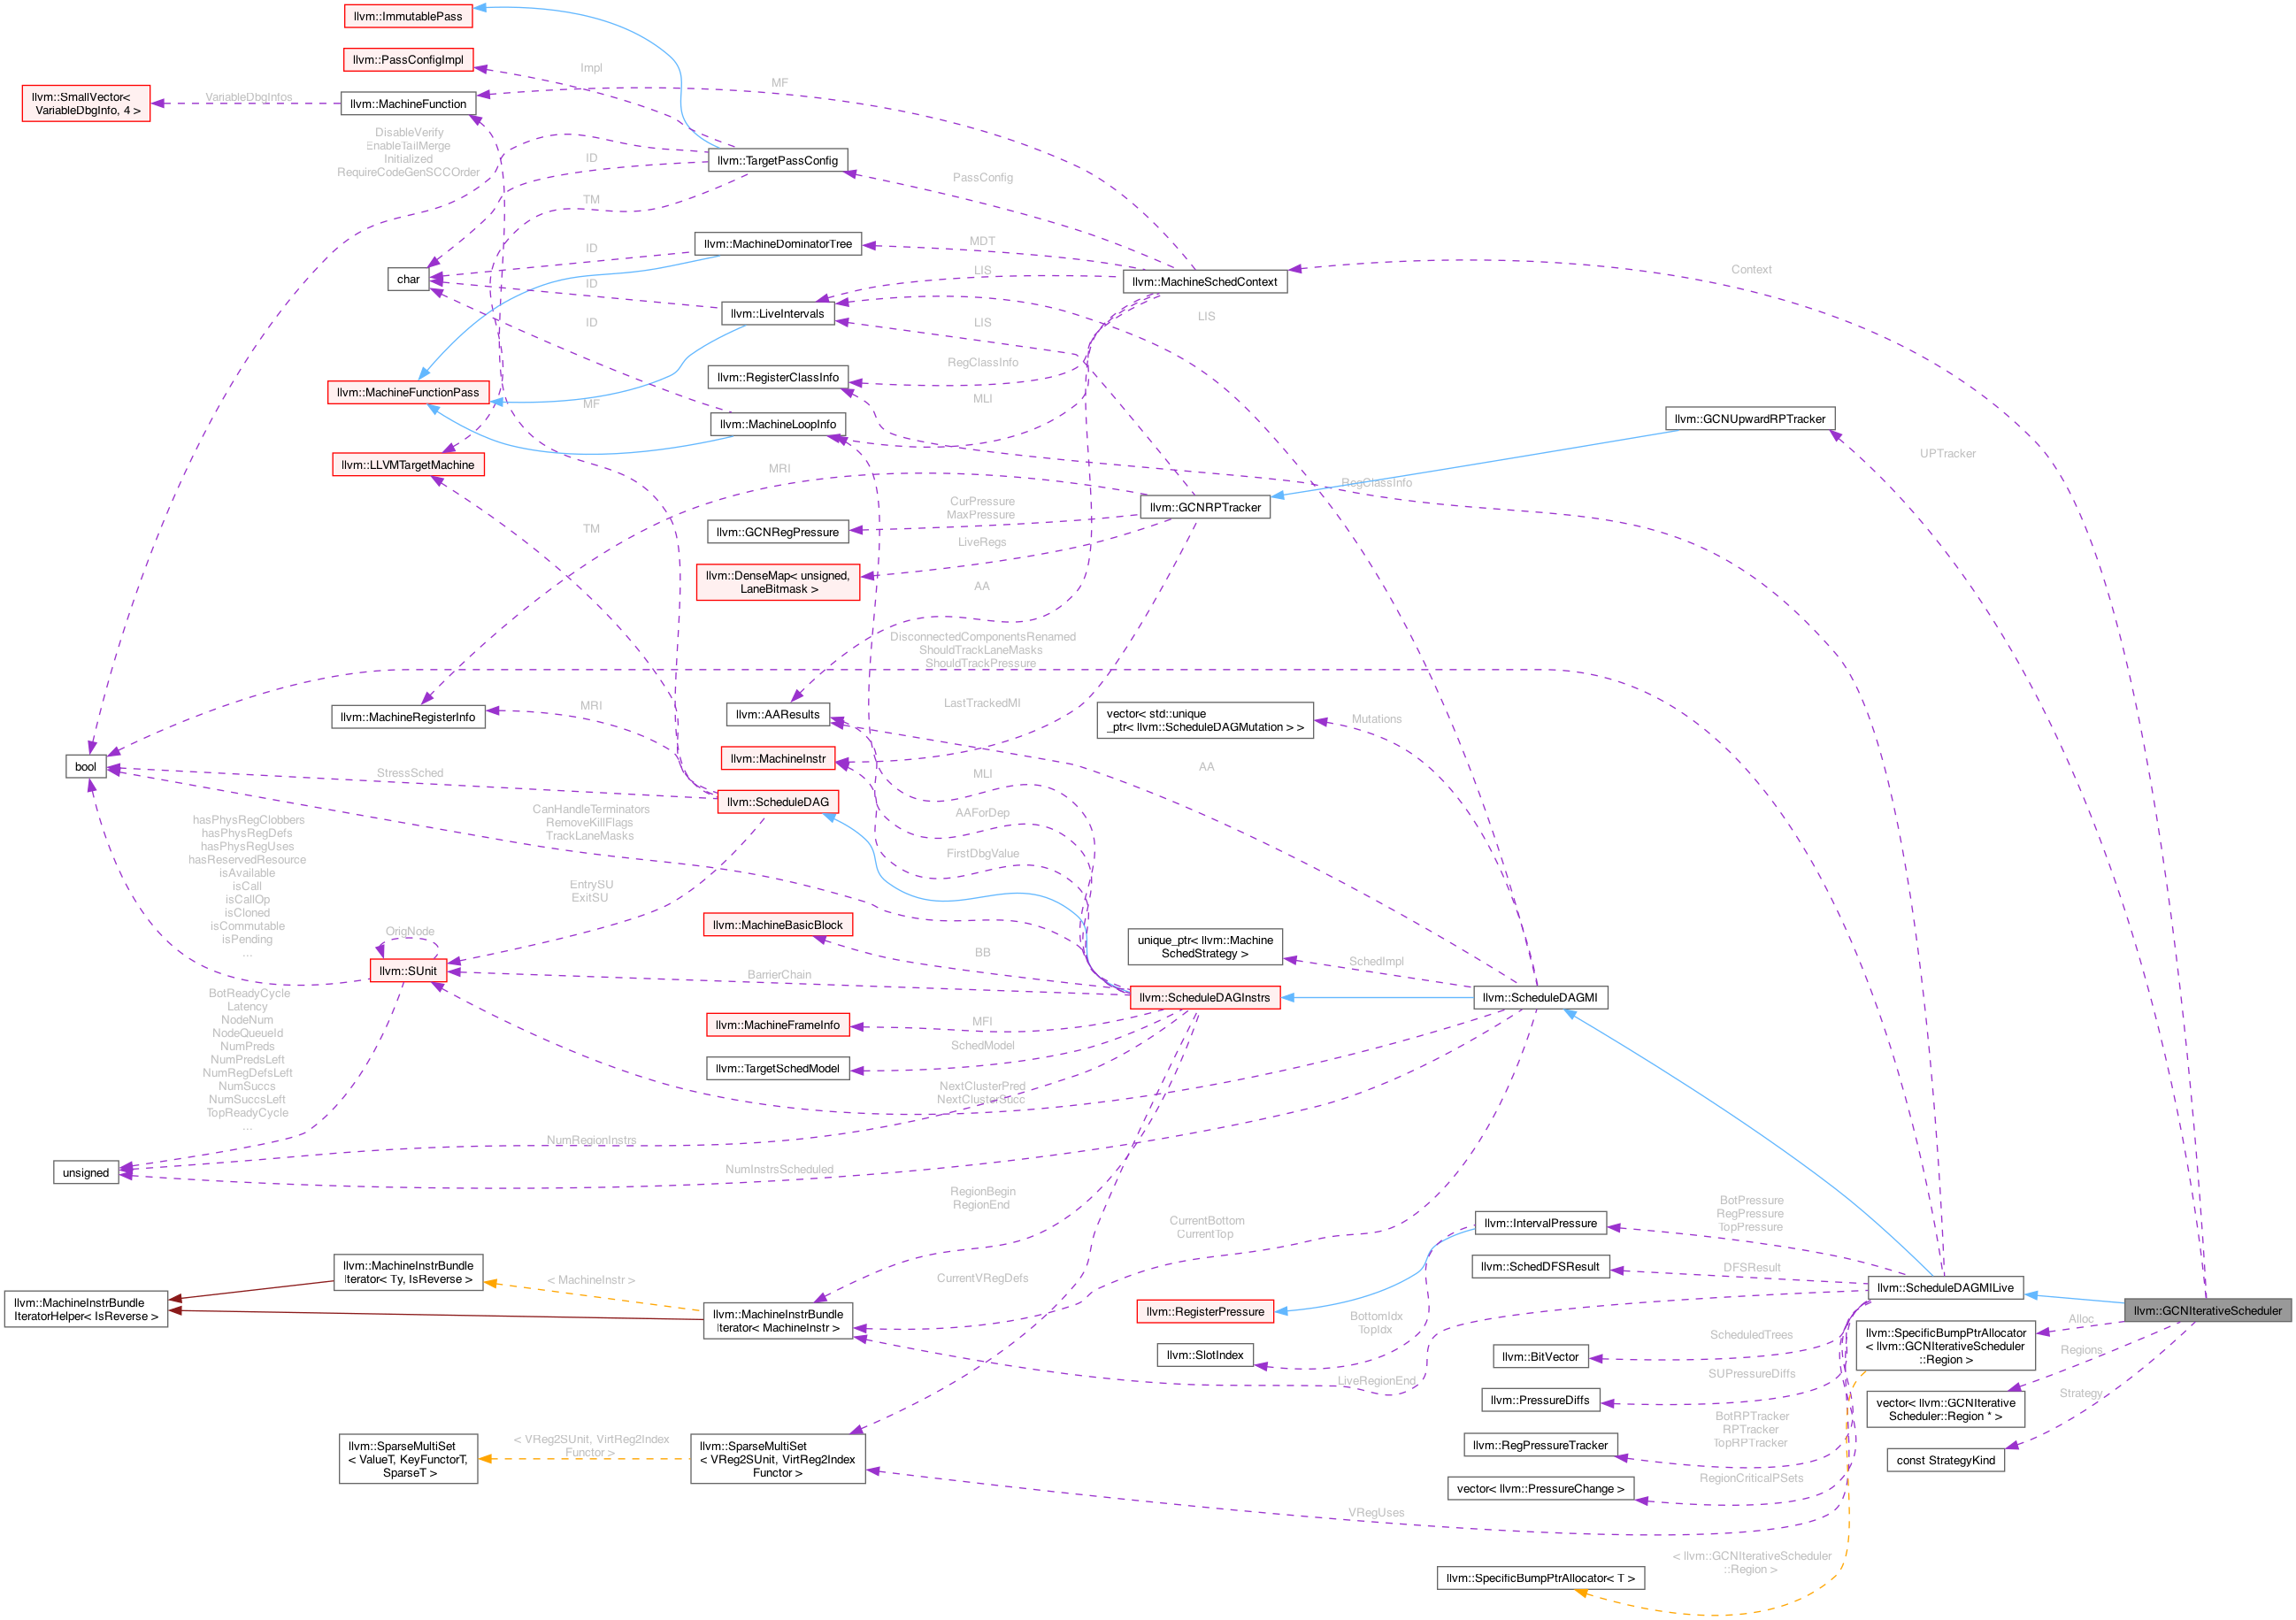 llvm::ImmutablePass
llvm::PassConfigImpl
Impl
MF
llvm::SmallVector<
VariableDbgInfo, 4 >
VariableDbgInfos
llvm::MachineFunction
DisableVerify
EnableTailMerge
Initialized
RequireCodeGenSCCOrder
ID
llvm::TargetPassConfig
PassConfig
TM
llvm::MachineDominatorTree
MDT
ID
char
LIS
llvm::MachineSchedContext
Context
ID
llvm::LiveIntervals
LIS
LIS
ID
RegClassInfo
llvm::RegisterClassInfo
llvm::MachineFunctionPass
MF
MLI
llvm::MachineLoopInfo
llvm::GCNUpwardRPTracker
UPTracker
llvm::LLVMTargetMachine
MRI
RegClassInfo
CurPressure
MaxPressure
llvm::GCNRPTracker
TM
llvm::GCNRegPressure
LiveRegs
llvm::DenseMap< unsigned,
LaneBitmask >
AA
DisconnectedComponentsRenamed
ShouldTrackLaneMasks
ShouldTrackPressure
llvm::MachineRegisterInfo
MRI
llvm::AAResults
LastTrackedMI
vector< std::unique
_ptr< llvm::ScheduleDAGMutation > >
Mutations
bool
StressSched
llvm::MachineInstr
MLI
AA
llvm::ScheduleDAG
CanHandleTerminators
RemoveKillFlags
TrackLaneMasks
AAForDep
FirstDbgValue
hasPhysRegClobbers
hasPhysRegDefs
hasPhysRegUses
hasReservedResource
isAvailable
isCall
isCallOp
isCloned
isCommutable
isPending
...
EntrySU
ExitSU
OrigNode
llvm::MachineBasicBlock
BB
unique_ptr< llvm::Machine
SchedStrategy >
SchedImpl
llvm::SUnit
BarrierChain
llvm::ScheduleDAGInstrs
llvm::ScheduleDAGMI
BotReadyCycle
Latency
NodeNum
NodeQueueId
NumPreds
NumPredsLeft
NumRegDefsLeft
NumSuccs
NumSuccsLeft
TopReadyCycle
...
llvm::MachineFrameInfo
MFI
SchedModel
llvm::TargetSchedModel
NextClusterPred
NextClusterSucc
NumRegionInstrs
unsigned
NumInstrsScheduled
RegionBegin
RegionEnd
CurrentBottom
CurrentTop
llvm::IntervalPressure
BotPressure
RegPressure
TopPressure
llvm::MachineInstrBundle
Iterator< Ty, IsReverse >
< MachineInstr >
CurrentVRegDefs
llvm::SchedDFSResult
DFSResult
llvm::ScheduleDAGMILive
llvm::GCNIterativeScheduler
llvm::MachineInstrBundle
IteratorHelper< IsReverse >
llvm::MachineInstrBundle
Iterator< MachineInstr >
llvm::RegisterPressure
BottomIdx
TopIdx
Alloc
llvm::SpecificBumpPtrAllocator
< llvm::GCNIterativeScheduler
::Region >
ScheduledTrees
llvm::SlotIndex
llvm::BitVector
Regions
LiveRegionEnd
SUPressureDiffs
llvm::PressureDiffs
Strategy
vector< llvm::GCNIterative
Scheduler::Region * >
BotRPTracker
RPTracker
TopRPTracker
llvm::RegPressureTracker
const StrategyKind
llvm::SparseMultiSet
< ValueT, KeyFunctorT,
SparseT >
< VReg2SUnit, VirtReg2Index
Functor >
llvm::SparseMultiSet
< VReg2SUnit, VirtReg2Index
Functor >
RegionCriticalPSets
vector< llvm::PressureChange >
VRegUses
< llvm::GCNIterativeScheduler
::Region >
llvm::SpecificBumpPtrAllocator< T >